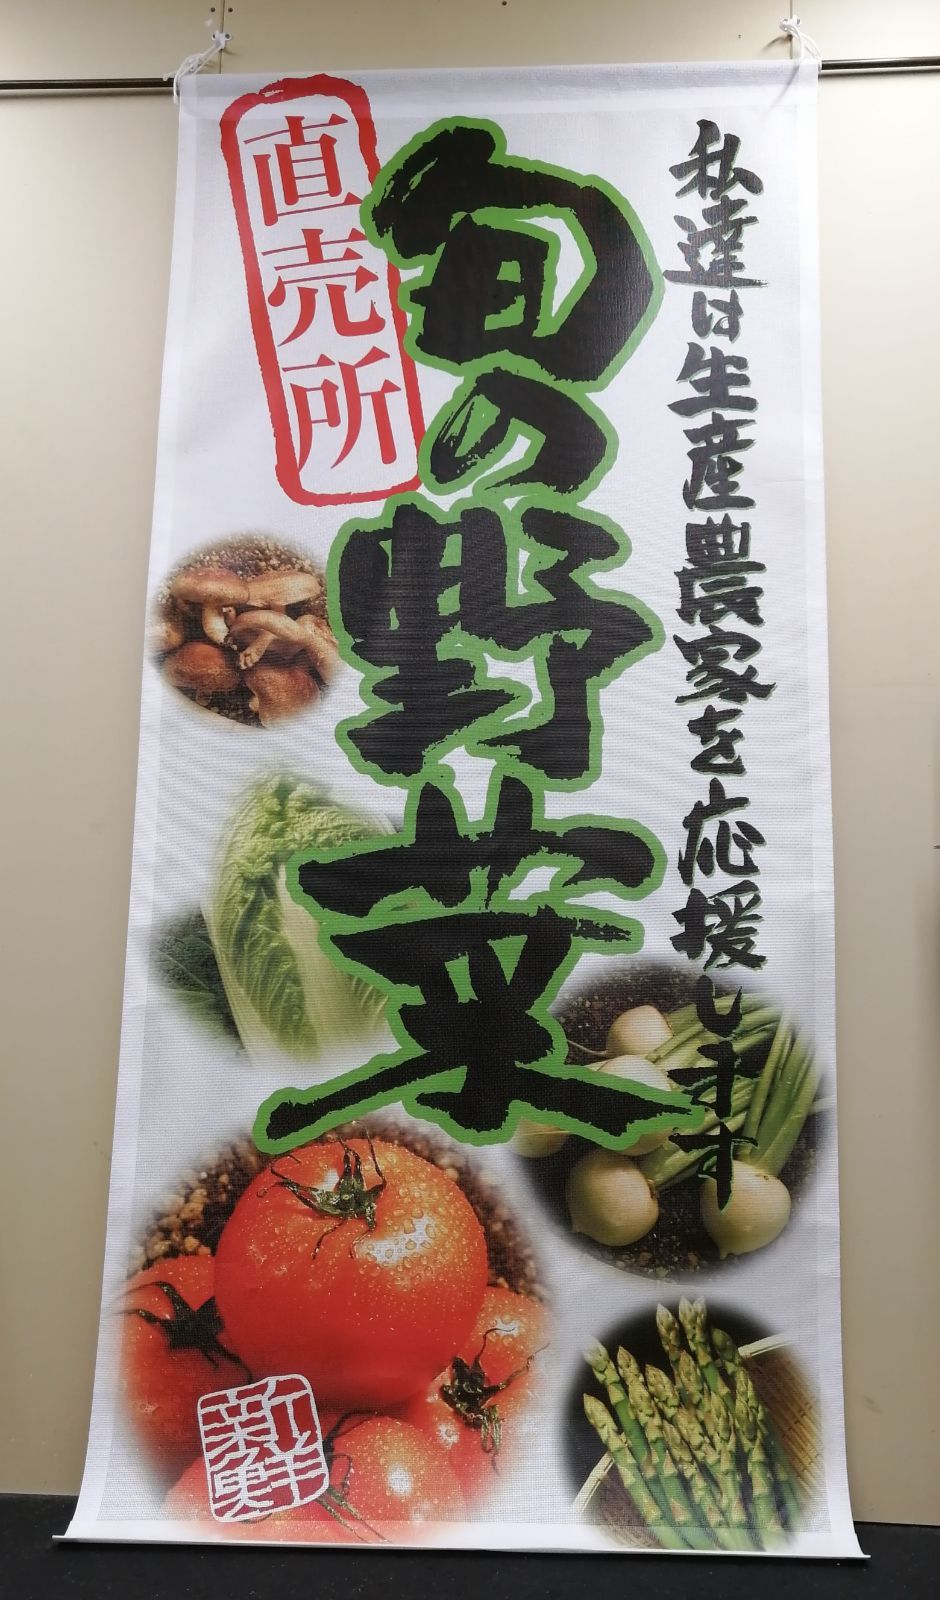 私達は生産農家を応援します
旬の野菜
直売所
新鮮